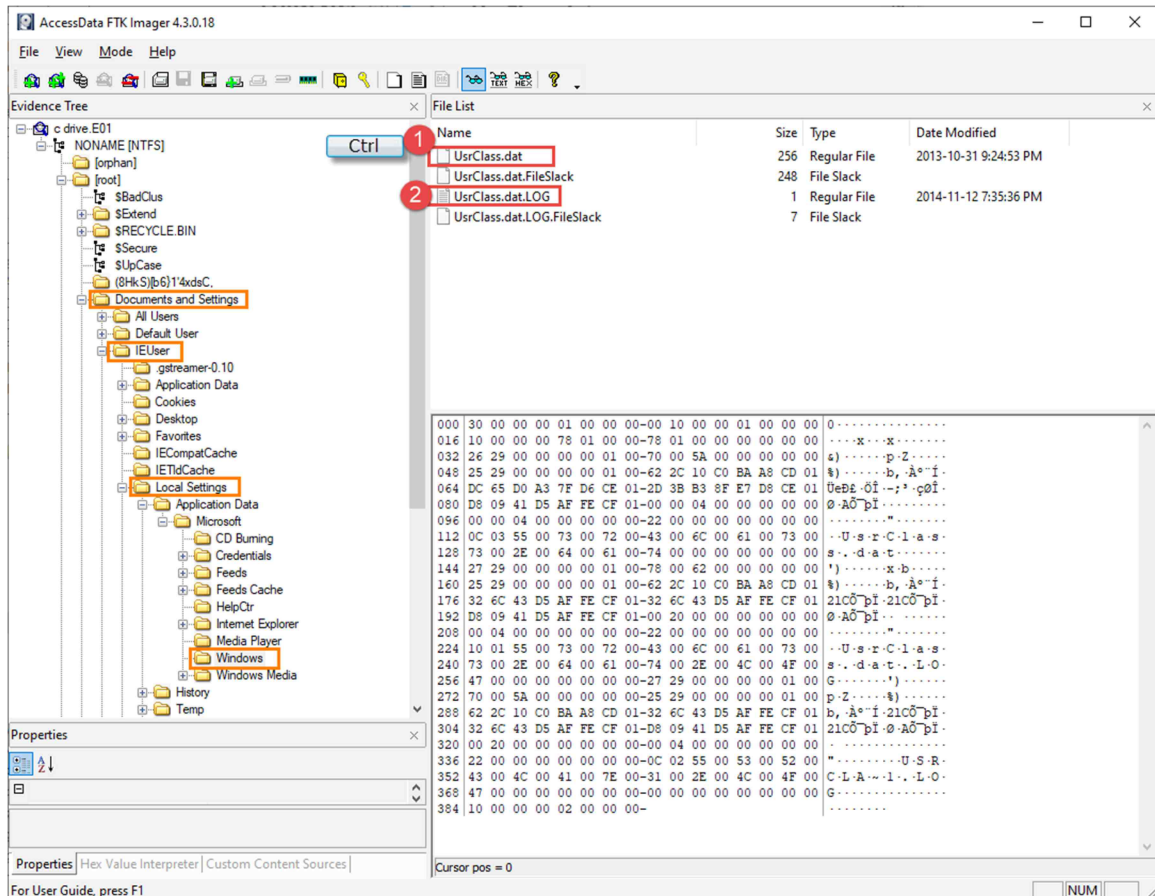 AccessData FTK Imager 4.3.0.18
File View Mode Help
Evidence Tree
c drive.E01
NONAME [NTFS]
[orphan]
[root]
$BadClus
$Extend
$RECYCLE.BIN
$Secure
$UpCase
(8HkS)[b6}1'4xdsC,
Documents and Settings
All Users
Default User
IEUser
.gstreamer-0.10
Application Data
Cookies
Desktop
Favorites
IECompatCache
IETldCache
Local Settings
Application Data
Microsoft
CD Burning
Credentials
Feeds
Feeds Cache
HelpCtr
Internet Explorer
Media Player
Windows
Windows Media
History
Temp
Ctrl
File List
Name Size Type Date Modified
1
UsrClass.dat 256 Regular File 2013-10-31 9:24:53 PM
UsrClass.dat.FileSlack 248 File Slack
2
UsrClass.dat.LOG 1 Regular File 2014-11-12 7:35:36 PM
UsrClass.dat.LOG.FileSlack 7 File Slack
000 30 00 00 00 01 00 00 00-00 10 00 00 01 00 00 00 0···············
016 10 00 00 00 78 01 00 00-78 01 00 00 00 00 00 00 ····x···x·······
032 26 29 00 00 00 00 01 00-70 00 5A 00 00 00 00 00 &)······p·Z·····
048 25 29 00 00 00 00 01 00-62 2C 10 C0 BA A8 CD 01 %)······b,·Àº¨Í·
064 DC 65 D0 A3 7F D6 CE 01-2D 3B B3 8F E7 D8 CE 01 ÜeÐ£·ÖÎ·-;³·çØÎ·
080 D8 09 41 D5 AF FE CF 01-00 00 04 00 00 00 00 00 Ø·AÕ¯þÏ·········
096 00 00 04 00 00 00 00 00-22 00 00 00 00 00 00 00 ········"·······
112 0C 03 55 00 73 00 72 00-43 00 6C 00 61 00 73 00 ··U·s·r·C·l·a·s·
128 73 00 2E 00 64 00 61 00-74 00 00 00 00 00 00 00 s·.·d·a·t·······
144 27 29 00 00 00 00 01 00-78 00 62 00 00 00 00 00 ')······x·b·····
160 25 29 00 00 00 00 01 00-62 2C 10 C0 BA A8 CD 01 %)······b,·Àº¨Í·
176 32 6C 43 D5 AF FE CF 01-32 6C 43 D5 AF FE CF 01 2lCÕ¯þÏ·2lCÕ¯þÏ·
192 D8 09 41 D5 AF FE CF 01-00 20 00 00 00 00 00 00 Ø·AÕ¯þÏ·· ······
208 00 04 00 00 00 00 00 00-22 00 00 00 00 00 00 00 ········"·······
224 10 01 55 00 73 00 72 00-43 00 6C 00 61 00 73 00 ··U·s·r·C·l·a·s·
240 73 00 2E 00 64 00 61 00-74 00 2E 00 4C 00 4F 00 s·.·d·a·t·.·L·O·
256 47 00 00 00 00 00 00 00-27 29 00 00 00 00 01 00 G·······')······
272 70 00 5A 00 00 00 00 00-25 29 00 00 00 00 01 00 p·Z·····%)······
288 62 2C 10 C0 BA A8 CD 01-32 6C 43 D5 AF FE CF 01 b,·Àº¨Í·2lCÕ¯þÏ·
304 32 6C 43 D5 AF FE CF 01-D8 09 41 D5 AF FE CF 01 2lCÕ¯þÏ·Ø·AÕ¯þÏ·
320 00 20 00 00 00 00 00 00-00 04 00 00 00 00 00 00 · ··············
336 22 00 00 00 00 00 00 00-0C 02 55 00 53 00 52 00 "·········U·S·R·
352 43 00 4C 00 41 00 7E 00-31 00 2E 00 4C 00 4F 00 C·L·A·~·1·.·L·O·
368 47 00 00 00 00 00 00 00-00 00 00 00 00 00 00 00 G···············
384 10 00 00 00 02 00 00 00- ········
Properties
Properties Hex Value Interpreter Custom Content Sources
Cursor pos = 0
For User Guide, press F1
NUM